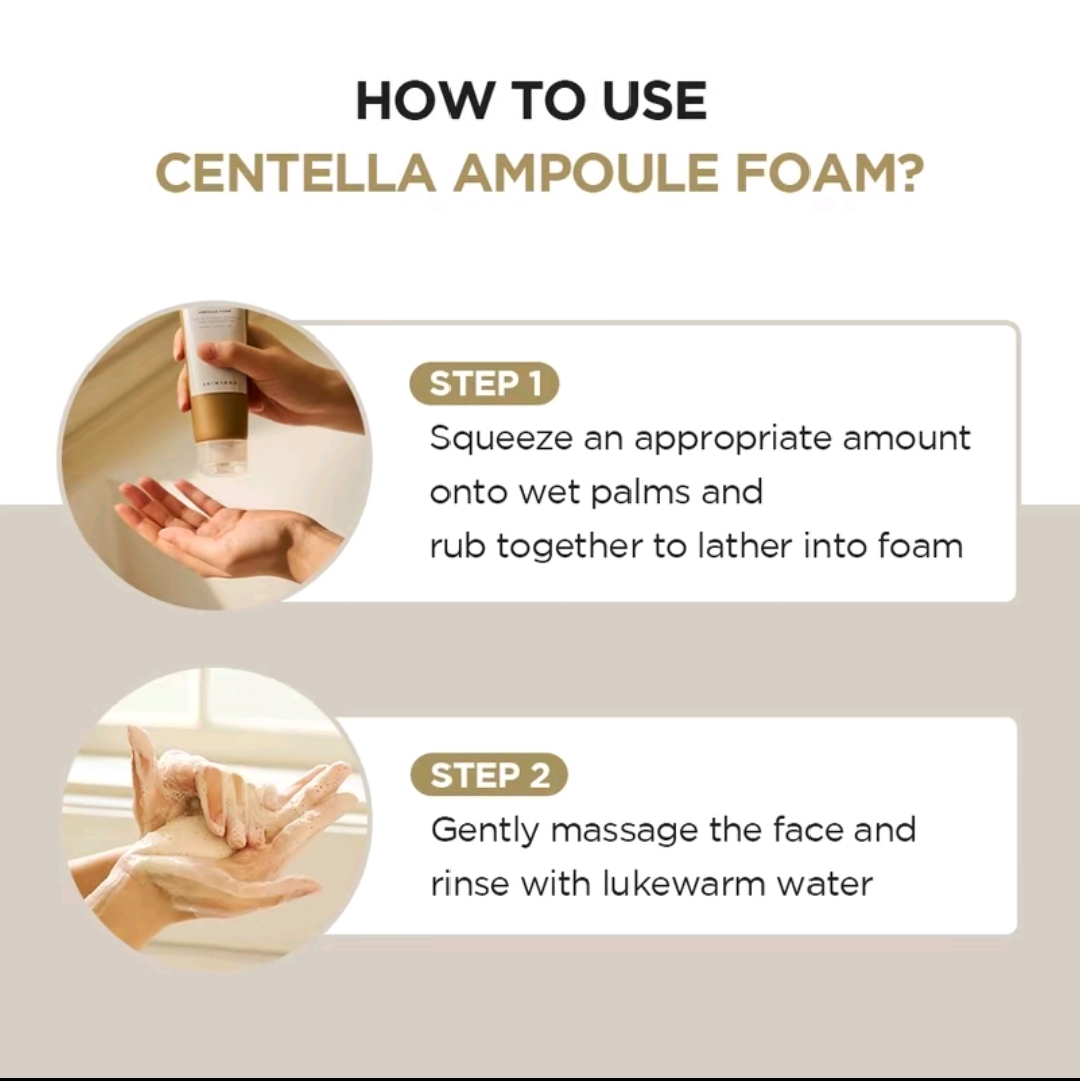 HOW TO USE
CENTELLA AMPOULE FOAM?
STEP 1
Squeeze an appropriate amount
onto wet palms and
rub together to lather into foam
STEP 2
Gently massage the face and
rinse with lukewarm water